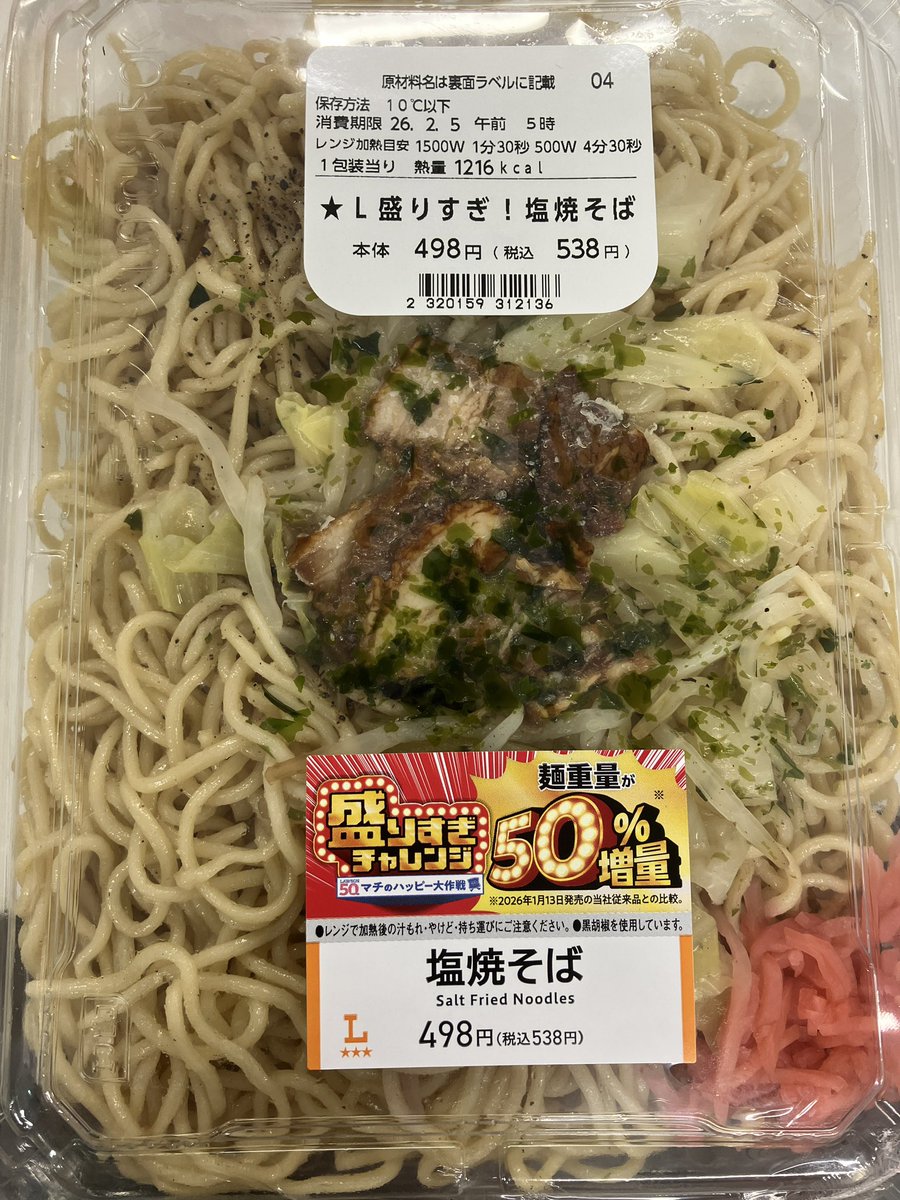 原材料名は裏面ラベルに記載 04
保存方法 10℃以下
消費期限 26. 2. 5 午前 5時
レンジ加熱目安 1500W 1分30秒 500W 4分30秒
1包装当り 熱量 1216kcal
★L盛りすぎ!塩焼そば
本体 498円(税込 538円)
2 320159 312136
麺重量が
盛りすぎ
チャレンジ
50%※
増量
LAWSON 50th マチのハッピー大作戦
※2026年1月13日発売の当社従来品との比較。
●レンジで加熱後の汁もれ・やけど・持ち運びにご注意ください。●黒胡椒を使用しています。
塩焼そば
Salt Fried Noodles
L
498円(税込538円)